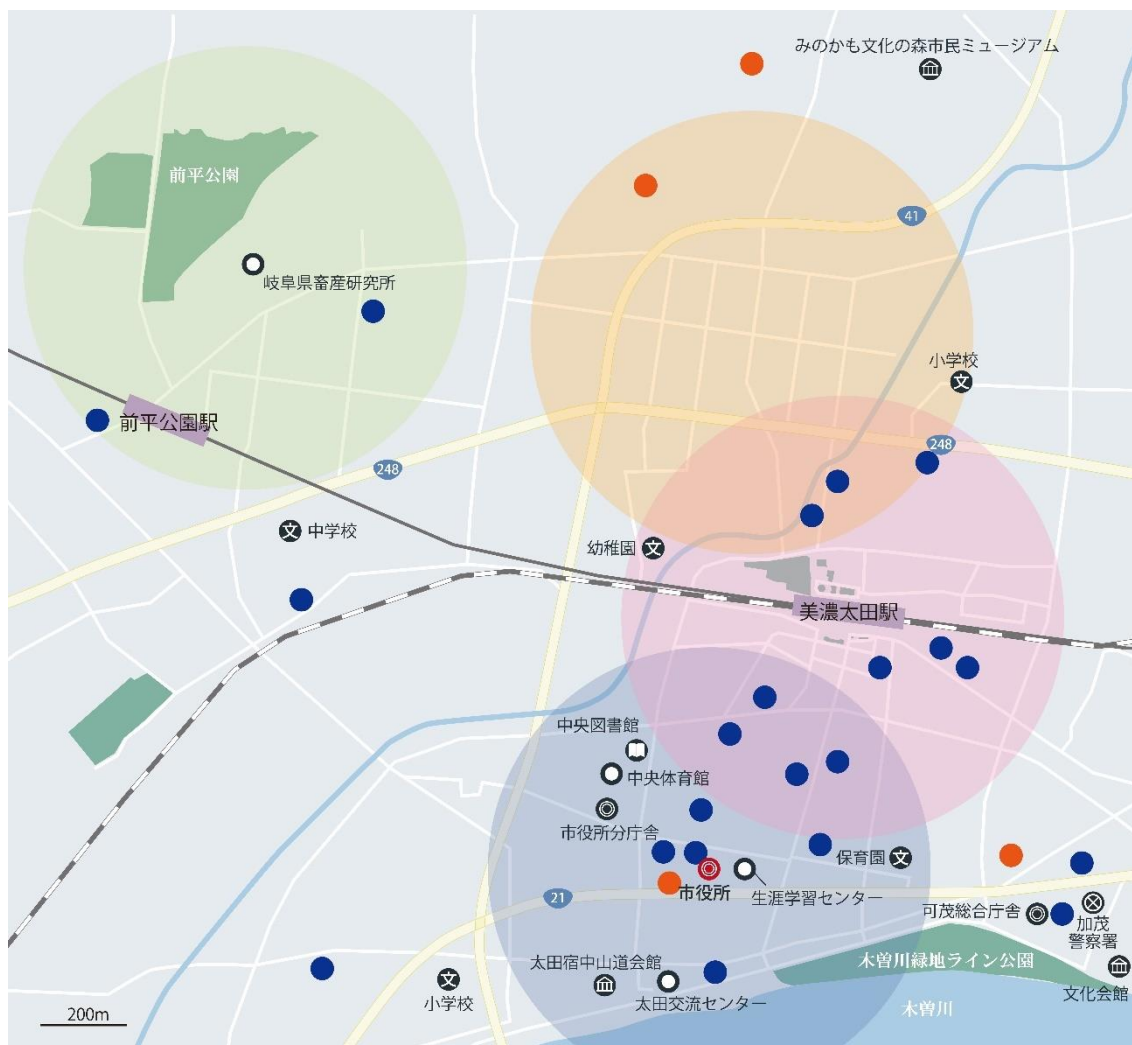 みのかも文化の森市民ミュージアム
前平公園
41
岐阜県畜産研究所
小学校
文
前平公園駅
248
248
文
中学校
幼稚園
文
美濃太田駅
中央図書館
中央体育館
市役所分庁舎
保育園
文
市役所
生涯学習センター
21
可茂総合庁舎
加茂
警察署
太田宿中山道会館
木曽川緑地ライン公園
文
小学校
太田交流センター
文化会館
木曽川
200m